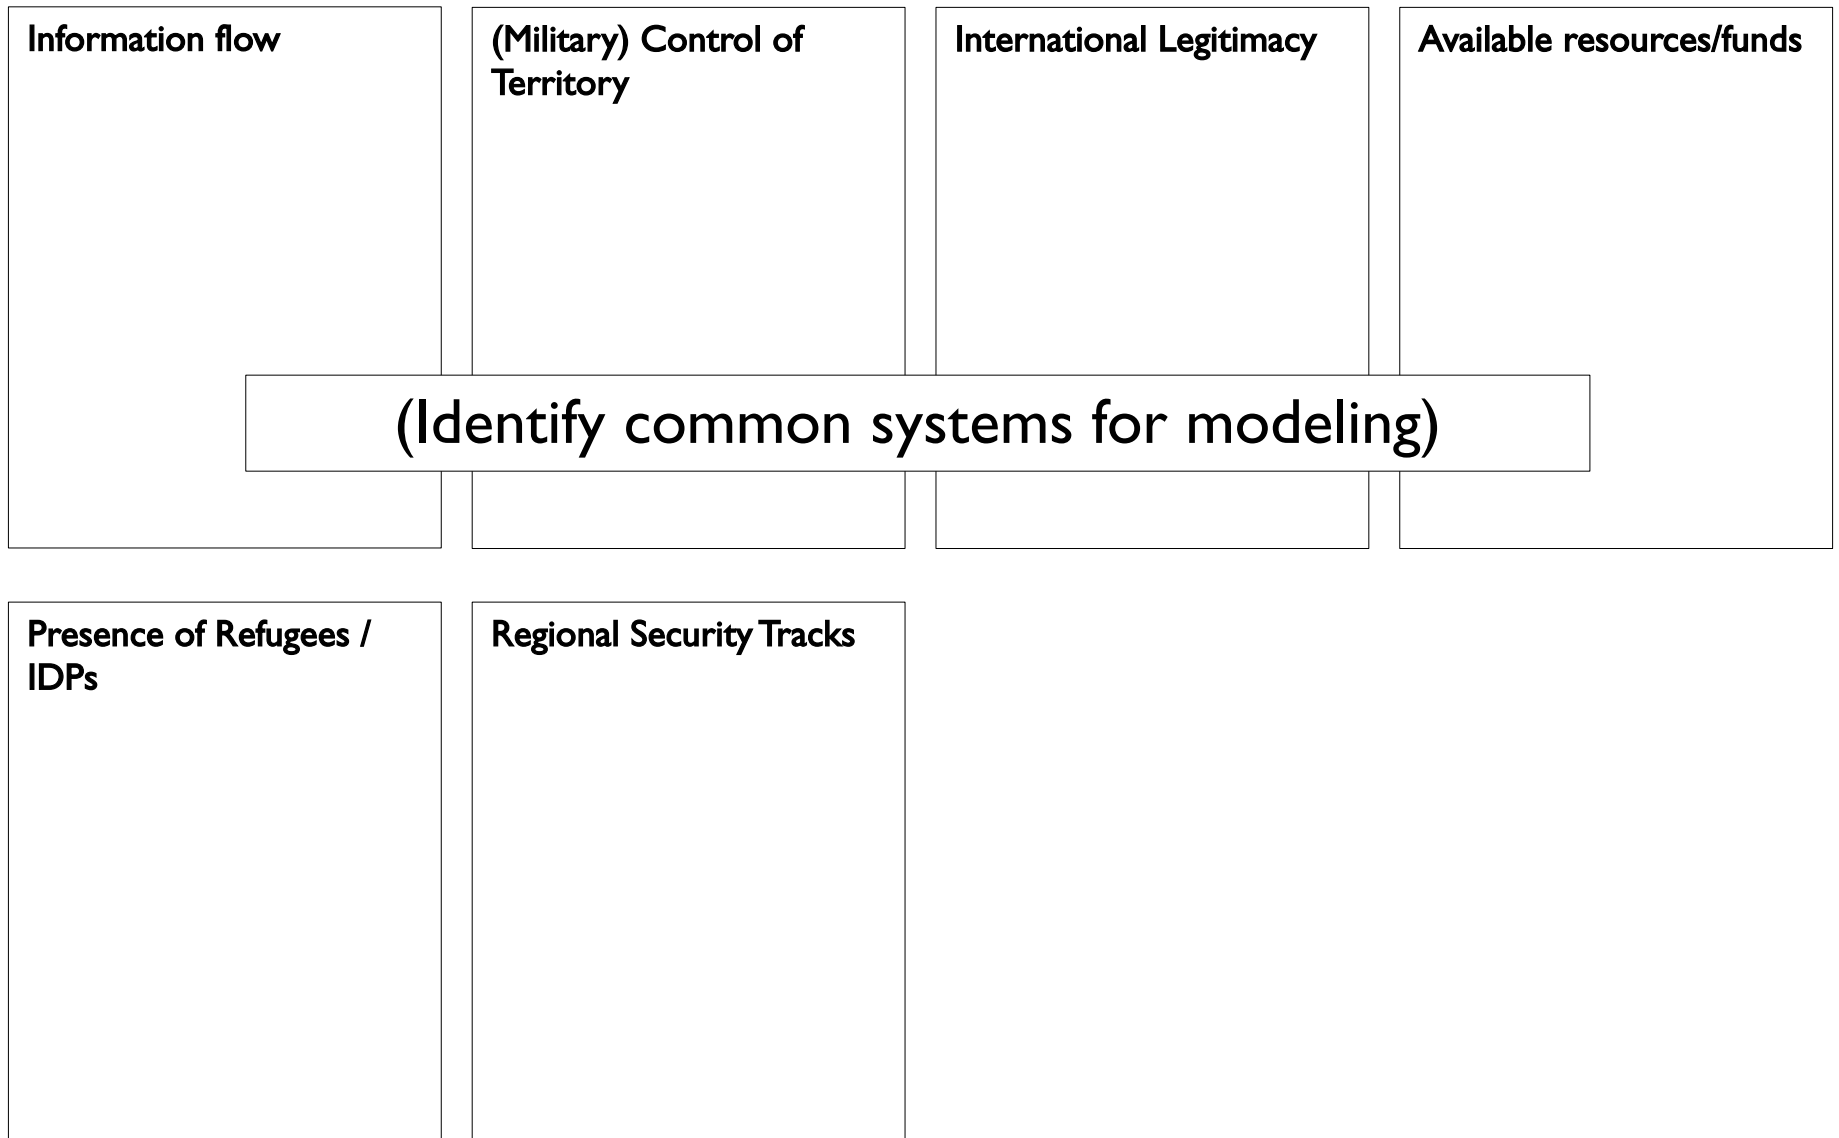 Information flow
(Military) Control of
Territory
International Legitimacy
Available resources/funds
(Identify common systems for modeling)
Presence of Refugees /
IDPs
Regional Security Tracks